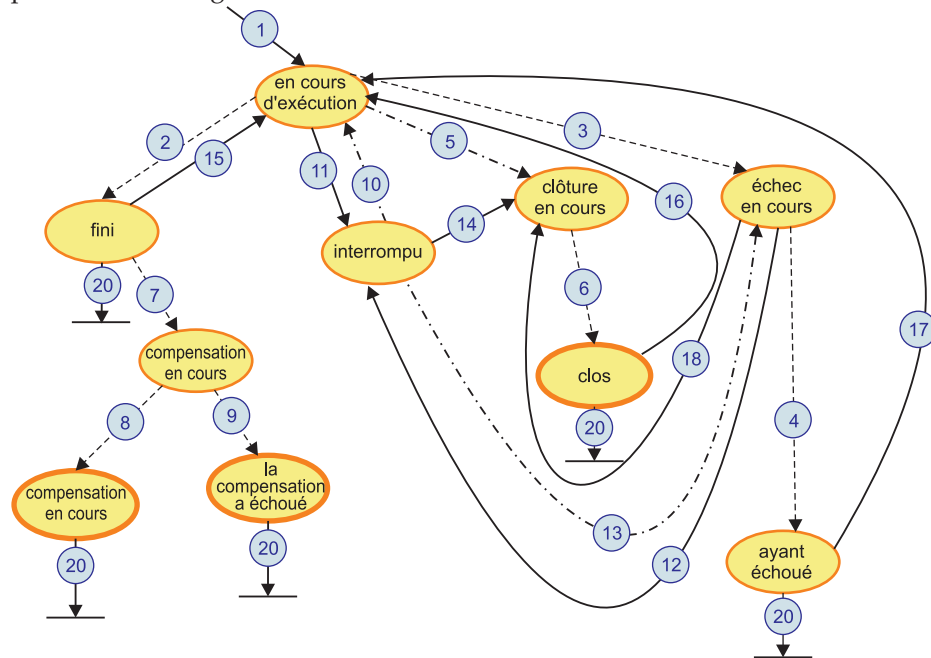 1
en cours
d'exécution
2
15
11
10
5
3
fini
interrompu
14
clôture
en cours
16
échec
en cours
20
7
6
compensation
en cours
clos
18
17
8
9
20
4
compensation
en cours
la
compensation
a échoué
13
12
ayant
échoué
20
20
20